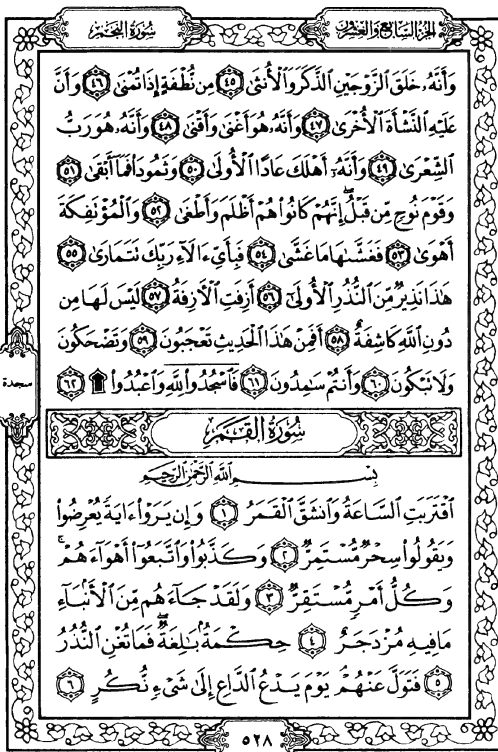 الجزء السابع والعشرون
سورة النجم
وَأَنَّهُۥ خَلَقَ ٱلزَّوْجَيْنِ ٱلذَّكَرَ وَٱلْأُنثَىٰ ٤٥ مِن نُّطْفَةٍ إِذَا تُمْنَىٰ ٤٦ وَأَنَّ
عَلَيْهِ ٱلنَّشْأَةَ ٱلْأُخْرَىٰ ٤٧ وَأَنَّهُۥ هُوَ أَغْنَىٰ وَأَقْنَىٰ ٤٨ وَأَنَّهُۥ هُوَ رَبُّ
ٱلشِّعْرَىٰ ٤٩ وَأَنَّهُۥٓ أَهْلَكَ عَادًا ٱلْأُولَىٰ ٥٠ وَثَمُودَا۟ فَمَآ أَبْقَىٰ ٥١
وَقَوْمَ نُوحٍ مِّن قَبْلُ ۖ إِنَّهُمْ كَانُوا۟ هُمْ أَظْلَمَ وَأَطْغَىٰ ٥٢ وَٱلْمُؤْتَفِكَةَ
أَهْوَىٰ ٥٣ فَغَشَّىٰهَا مَا غَشَّىٰ ٥٤ فَبِأَىِّ ءَالَآءِ رَبِّكَ تَتَمَارَىٰ ٥٥
هَٰذَا نَذِيرٌ مِّنَ ٱلنُّذُرِ ٱلْأُولَىٰٓ ٥٦ أَزِفَتِ ٱلْءَازِفَةُ ٥٧ لَيْسَ لَهَا مِن
دُونِ ٱللَّهِ كَاشِفَةٌ ٥٨ أَفَمِنْ هَٰذَا ٱلْحَدِيثِ تَعْجَبُونَ ٥٩ وَتَضْحَكُونَ
وَلَا تَبْكُونَ ٦٠ وَأَنتُمْ سَٰمِدُونَ ٦١ فَٱسْجُدُوا۟ لِلَّهِ وَٱعْبُدُوا۟ ۩ ٦٢
سجدة
سورة القمر
بِسْمِ ٱللَّهِ ٱلرَّحْمَٰنِ ٱلرَّحِيمِ
ٱقْتَرَبَتِ ٱلسَّاعَةُ وَٱنشَقَّ ٱلْقَمَرُ ١ وَإِن يَرَوْا۟ ءَايَةً يُعْرِضُوا۟
وَيَقُولُوا۟ سِحْرٌ مُّسْتَمِرٌّ ٢ وَكَذَّبُوا۟ وَٱتَّبَعُوٓا۟ أَهْوَآءَهُمْ ۚ
وَكُلُّ أَمْرٍ مُّسْتَقِرٌّ ٣ وَلَقَدْ جَآءَهُم مِّنَ ٱلْأَنۢبَآءِ
مَا فِيهِ مُزْدَجَرٌ ٤ حِكْمَةٌۢ بَٰلِغَةٌ ۖ فَمَا تُغْنِ ٱلنُّذُرُ
٥ فَتَوَلَّ عَنْهُمْ ۘ يَوْمَ يَدْعُ ٱلدَّاعِ إِلَىٰ شَىْءٍ نُّكُرٍ ٦
٥٢٨